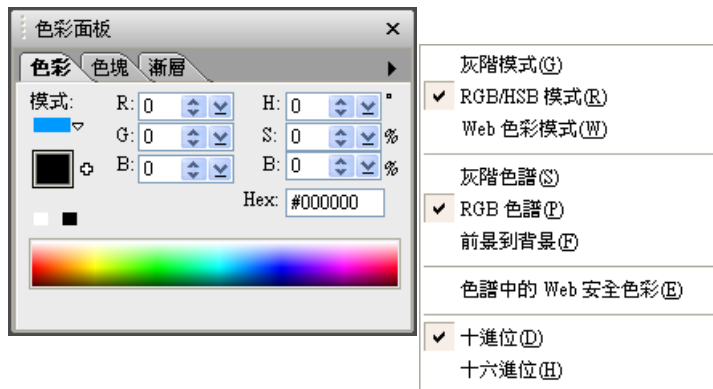 色彩面板
色彩 色塊 漸層
模式: R: 0 H: 0 °
G: 0 S: 0 %
B: 0 B: 0 %
Hex: #000000
灰階模式(G)
RGB/HSB 模式(R)
Web 色彩模式(W)
灰階色譜(S)
RGB 色譜(P)
前景到背景(F)
色譜中的 Web 安全色彩(E)
十進位(D)
十六進位(H)